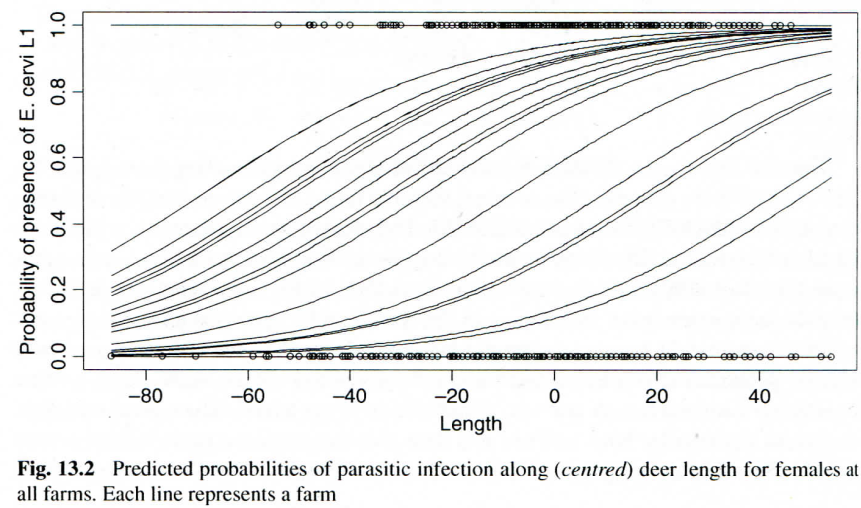 Probability of presence of E. cervi L1
1.0
0.8
0.6
0.4
0.2
0.0
−80 −60 −40 −20 0 20 40
Length
Fig. 13.2 Predicted probabilities of parasitic infection along (centred) deer length for females at
all farms. Each line represents a farm